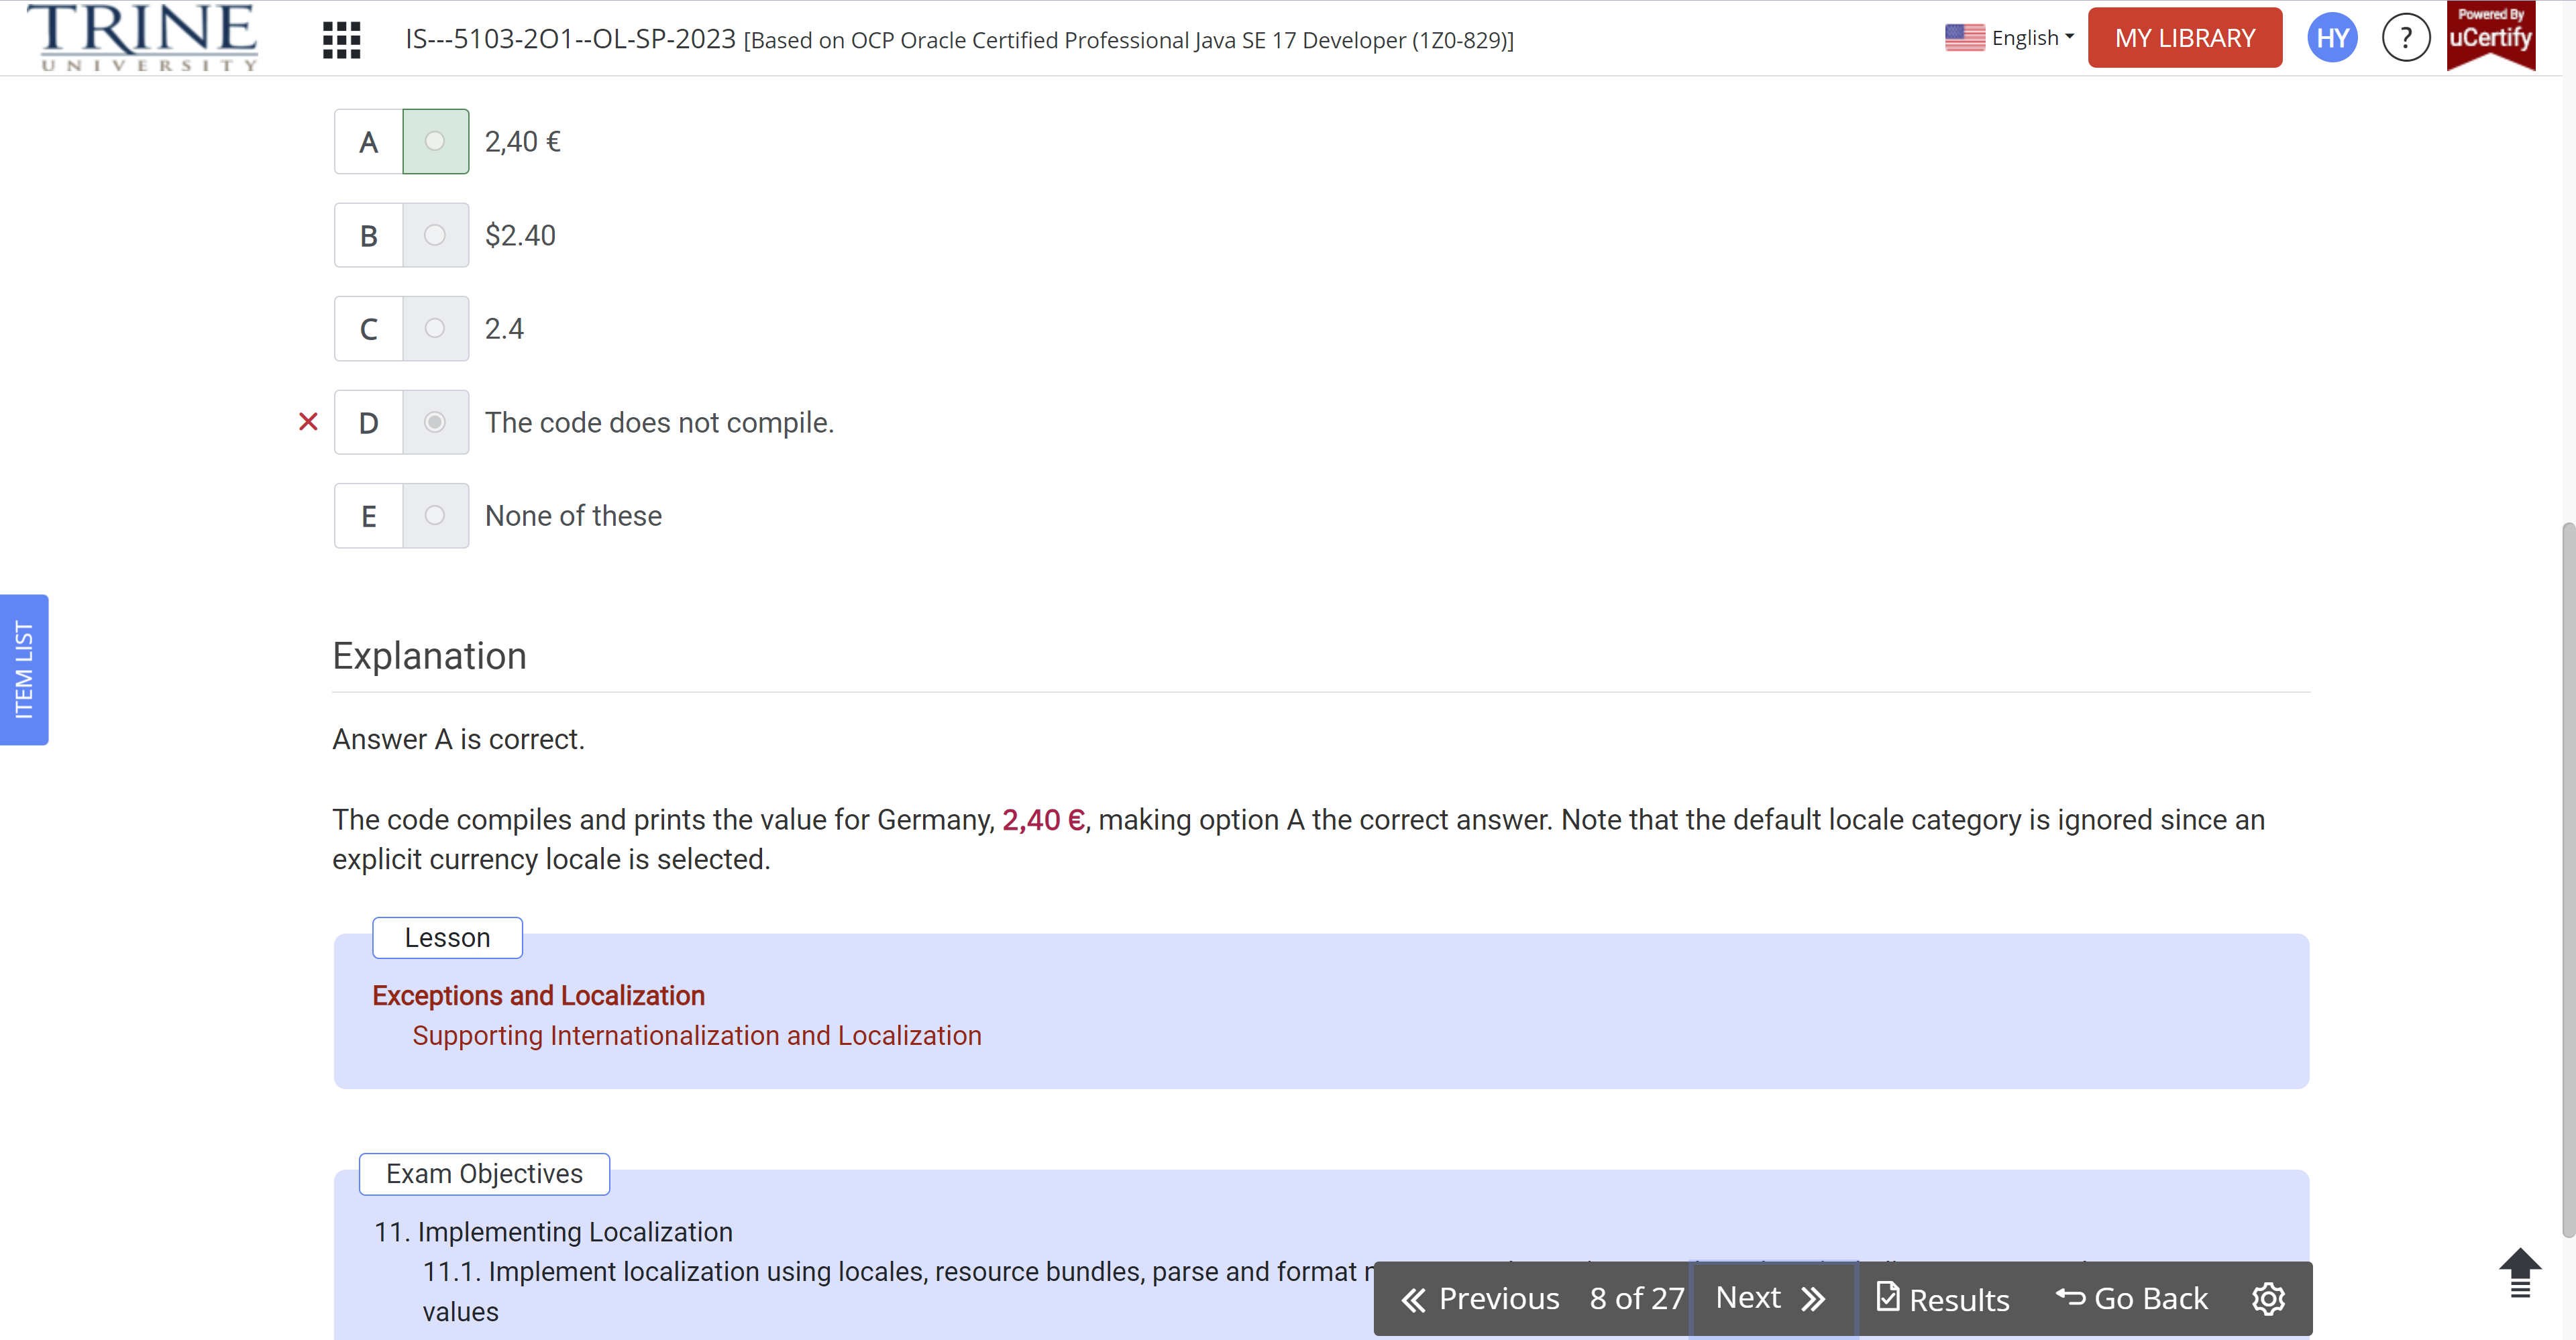 TRINE
UNIVERSITY
IS---5103-2O1--OL-SP-2023 [Based on OCP Oracle Certified Professional Java SE 17 Developer (1Z0-829)]
English
MY LIBRARY
HY
?
Powered By
uCertify
A 2,40 €
B $2.40
C 2.4
D The code does not compile.
E None of these
ITEM LIST
Explanation
Answer A is correct.
The code compiles and prints the value for Germany, 2,40 €, making option A the correct answer. Note that the default locale category is ignored since an
explicit currency locale is selected.
Lesson
Exceptions and Localization
Supporting Internationalization and Localization
Exam Objectives
11. Implementing Localization
11.1. Implement localization using locales, resource bundles, parse and format
values
Previous 8 of 27 Next Results Go Back